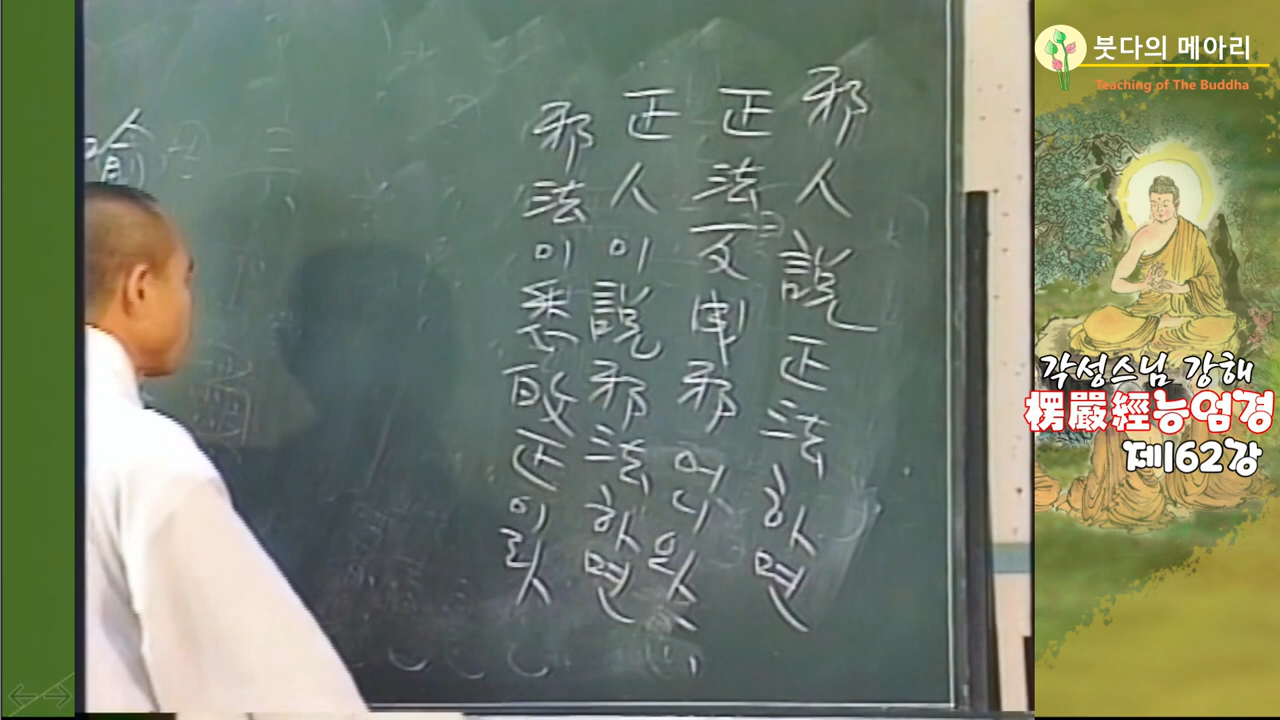 邪人 說正法하면
正法反歸邪어니와
正人이說邪法하면
邪法이悉皈正이라
붓다의 메아리
Teaching of The Buddha
각성스님 강해
楞嚴經능엄경
제162강